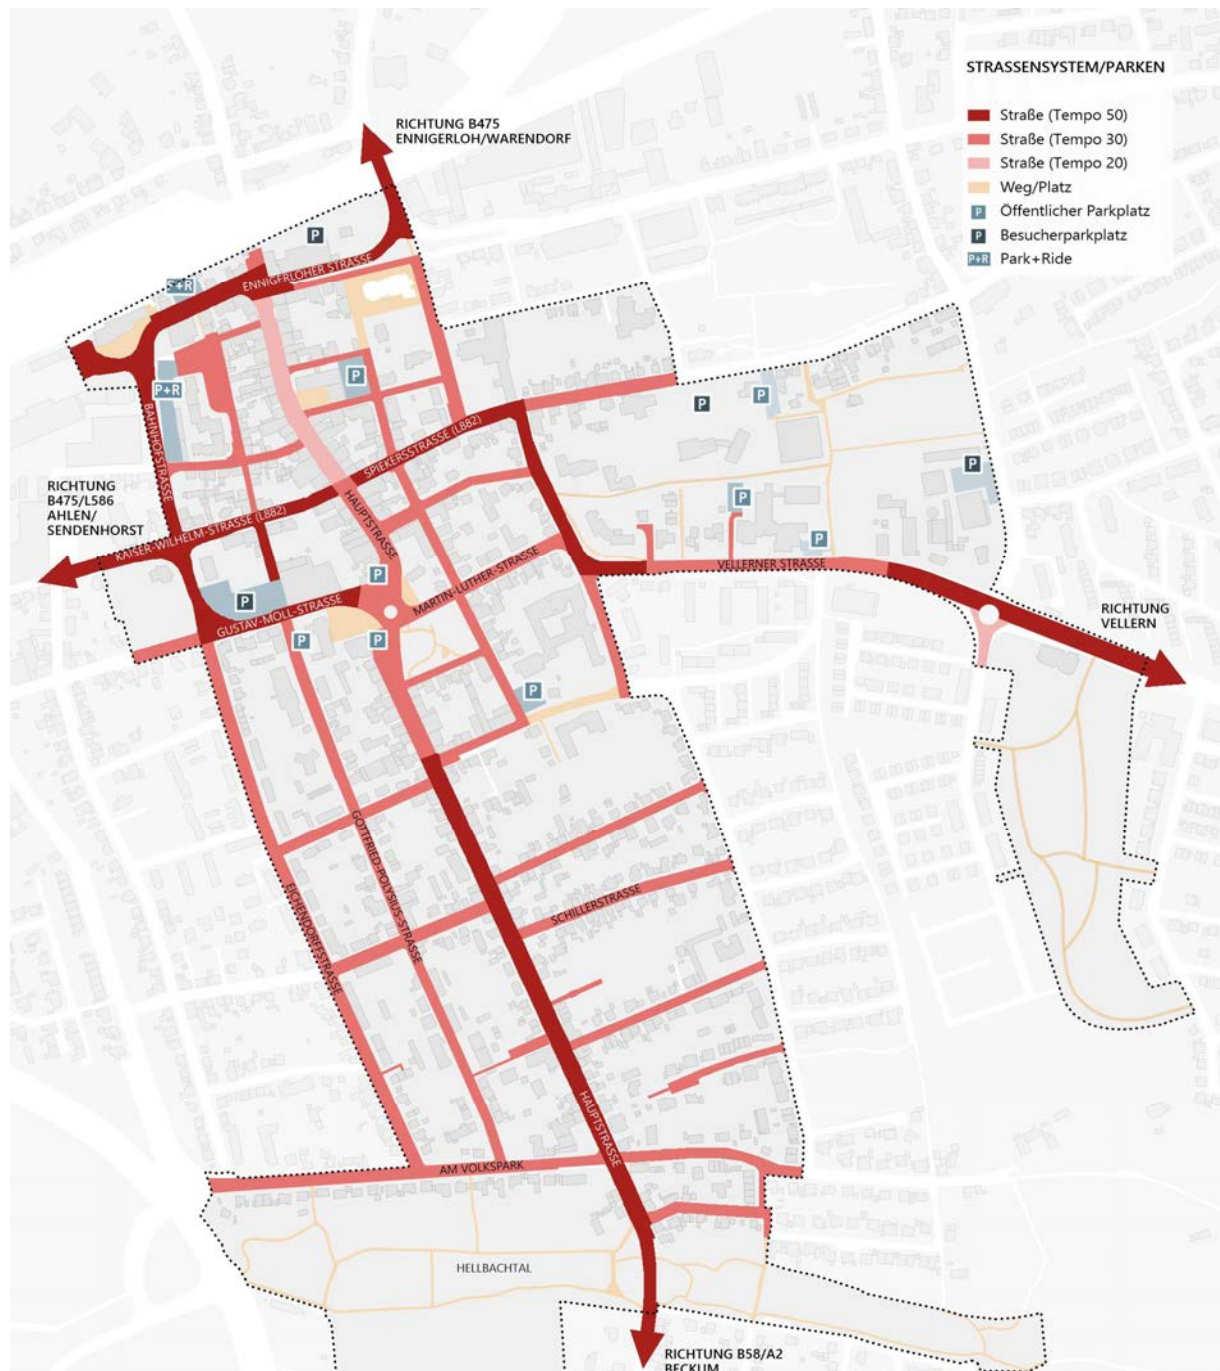 STRASSENSYSTEM/PARKEN
Straße (Tempo 50)
Straße (Tempo 30)
Straße (Tempo 20)
Weg/Platz
P Öffentlicher Parkplatz
P Besucherparkplatz
P+R Park+Ride
RICHTUNG B475
ENNIGERLOH/WARENDORF
P
ENNIGERLOHER STRASSE
P+R
P
P+R
P
P
BAHNHOFSTRASSE
SPIEKERSSTRASSE (L882)
P
RICHTUNG
B475/L586
AHLEN/
SENDENHORST
HAUPTSTRASSE
P
KAISER-WILHELM-STRASSE (L882)
P
VELLERNER STRASSE
P
MARTIN-LUTHER-STRASSE
P
GUSTAV-MOLL-STRASSE
RICHTUNG
VELLERN
P
P
P
GOTTFRIED-POLYSIUS-STRASSE
EICHENDORFFSTRASSE
SCHILLERSTRASSE
HAUPTSTRASSE
AM VOLKSPARK
HELLBACHTAL
RICHTUNG B58/A2
BECKUM